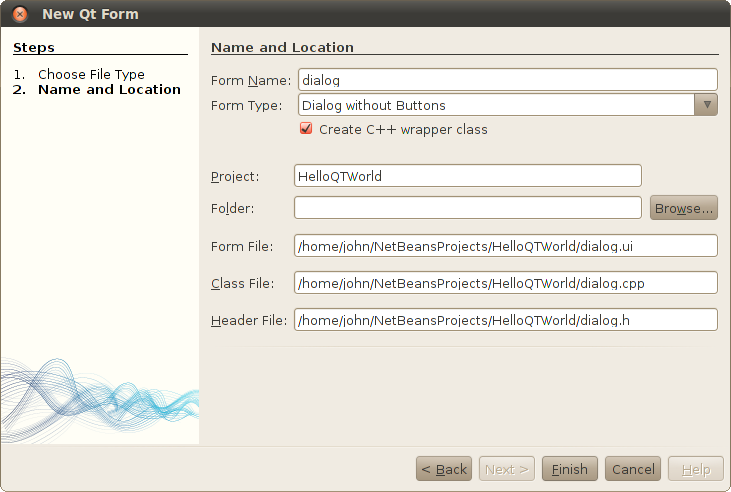 New Qt Form
Steps
1. Choose File Type
2. Name and Location
Name and Location
Form Name: dialog
Form Type: Dialog without Buttons
Create C++ wrapper class
Project: HelloQTWorld
Folder: Browse...
Form File: /home/john/NetBeansProjects/HelloQTWorld/dialog.ui
Class File: /home/john/NetBeansProjects/HelloQTWorld/dialog.cpp
Header File: /home/john/NetBeansProjects/HelloQTWorld/dialog.h
< Back Next > Finish Cancel Help